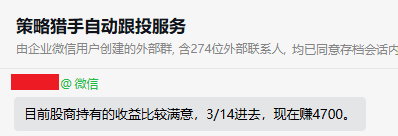 策略猎手自动跟投服务
由企业微信用户创建的外部群, 含274位外部联系人, 均已同意存档会话内
@微信
目前股商持有的收益比较满意，3/14进去，现在赚4700。